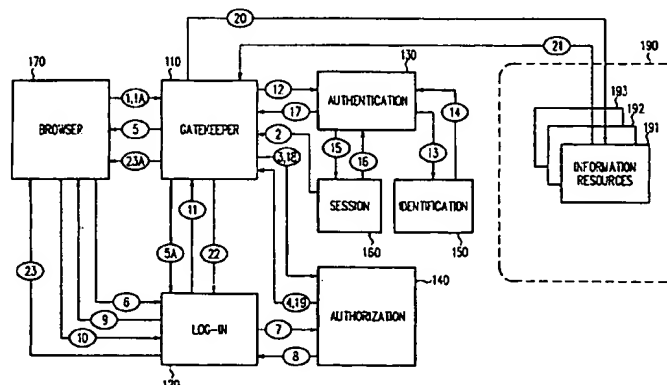 20
21
190
170
110
130
193
192
191
1,1A
12
14
BROWSER
5
GATEKEEPER
17
AUTHENTICATION
2
23A
3,18
15
16
13
INFORMATION
RESOURCES
11
SESSION
IDENTIFICATION
160
150
23
5A
22
140
6
4,19
9
LOG-IN
7
AUTHORIZATION
10
8
120